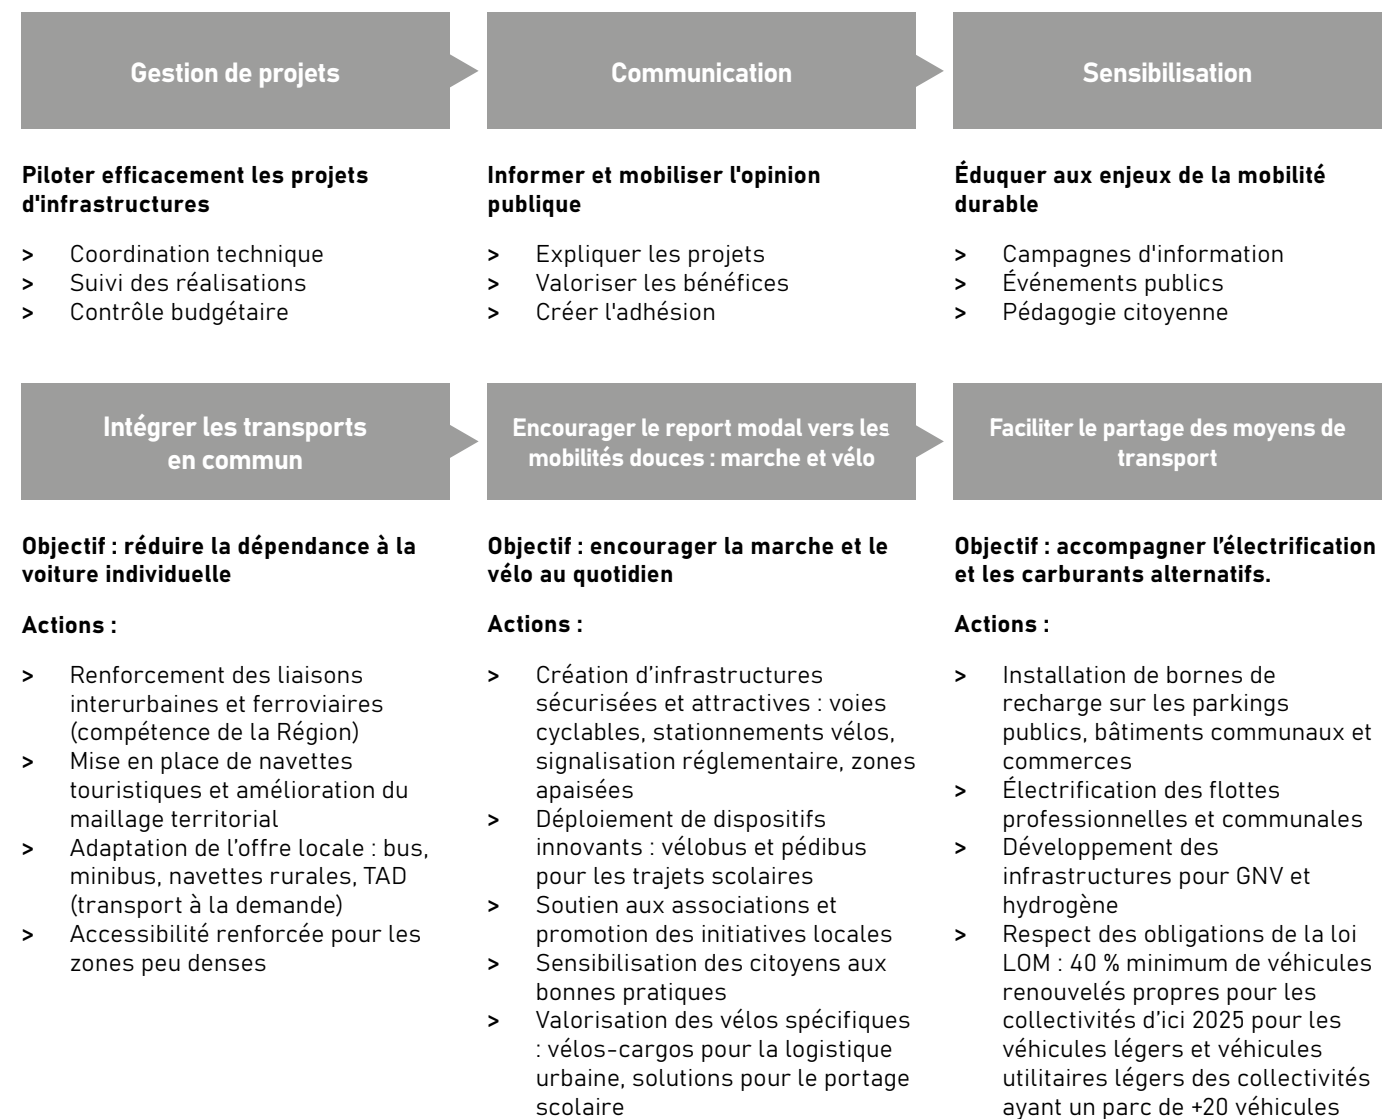 Gestion de projets
Communication
Sensibilisation
Piloter efficacement les projets
d'infrastructures
> Coordination technique
> Suivi des réalisations
> Contrôle budgétaire
Informer et mobiliser l'opinion
publique
> Expliquer les projets
> Valoriser les bénéfices
> Créer l'adhésion
Éduquer aux enjeux de la mobilité
durable
> Campagnes d'information
> Événements publics
> Pédagogie citoyenne
Intégrer les transports
en commun
Encourager le report modal vers les
mobilités douces : marche et vélo
Faciliter le partage des moyens de
transport
Objectif : réduire la dépendance à la
voiture individuelle
Actions :
> Renforcement des liaisons
interurbaines et ferroviaires
(compétence de la Région)
> Mise en place de navettes
touristiques et amélioration du
maillage territorial
> Adaptation de l’offre locale : bus,
minibus, navettes rurales, TAD
(transport à la demande)
> Accessibilité renforcée pour les
zones peu denses
Objectif : encourager la marche et le
vélo au quotidien
Actions :
> Création d’infrastructures
sécurisées et attractives : voies
cyclables, stationnements vélos,
signalisation réglementaire, zones
apaisées
> Déploiement de dispositifs
innovants : vélobus et pédibus
pour les trajets scolaires
> Soutien aux associations et
promotion des initiatives locales
> Sensibilisation des citoyens aux
bonnes pratiques
> Valorisation des vélos spécifiques
: vélos-cargos pour la logistique
urbaine, solutions pour le portage
scolaire
Objectif : accompagner l’électrification
et les carburants alternatifs.
Actions :
> Installation de bornes de
recharge sur les parkings
publics, bâtiments communaux et
commerces
> Électrification des flottes
professionnelles et communales
> Développement des
infrastructures pour GNV et
hydrogène
> Respect des obligations de la loi
LOM : 40 % minimum de véhicules
renouvelés propres pour les
collectivités d’ici 2025 pour les
véhicules légers et véhicules
utilitaires légers des collectivités
ayant un parc de +20 véhicules